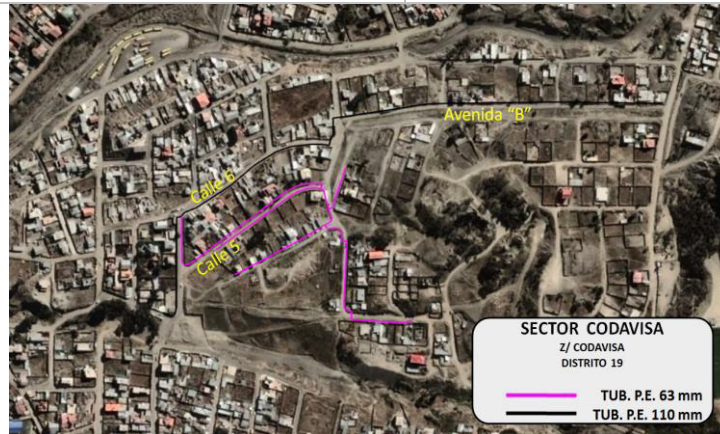 Avenida "B"
Calle 6
Calle 5
SECTOR CODAVISA
Z/ CODAVISA
DISTRITO 19
TUB. P.E. 63 mm
TUB. P.E. 110 mm